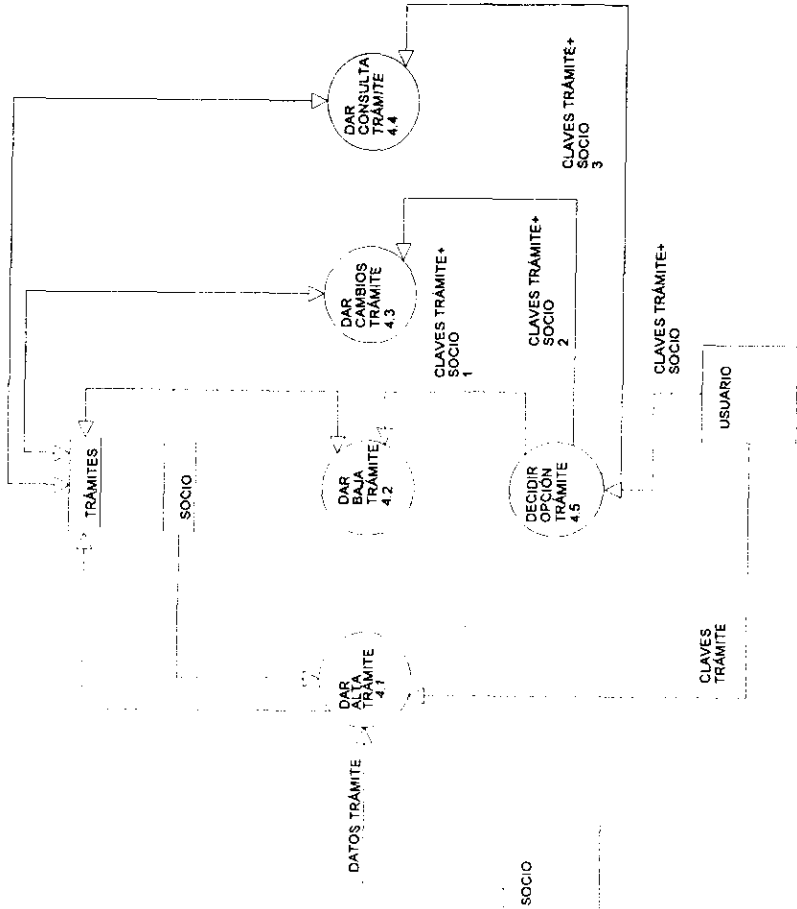 TRÁMITES
SOCIO
DAR
ALTA
TRÁMITE
4.1
DAR
BAJA
TRÁMITE
4.2
DAR
CAMBIOS
TRÁMITE
4.3
DAR
CONSULTA
TRÁMITE
4.4
DATOS TRÁMITE
CLAVES TRÁMITE+
SOCIO
1
DECIDIR
OPCIÓN
TRÁMITE
4.5
CLAVES TRÁMITE+
SOCIO
2
CLAVES TRÁMITE+
SOCIO
3
SOCIO
CLAVES TRÁMITE+
SOCIO
CLAVES
TRÁMITE
USUARIO